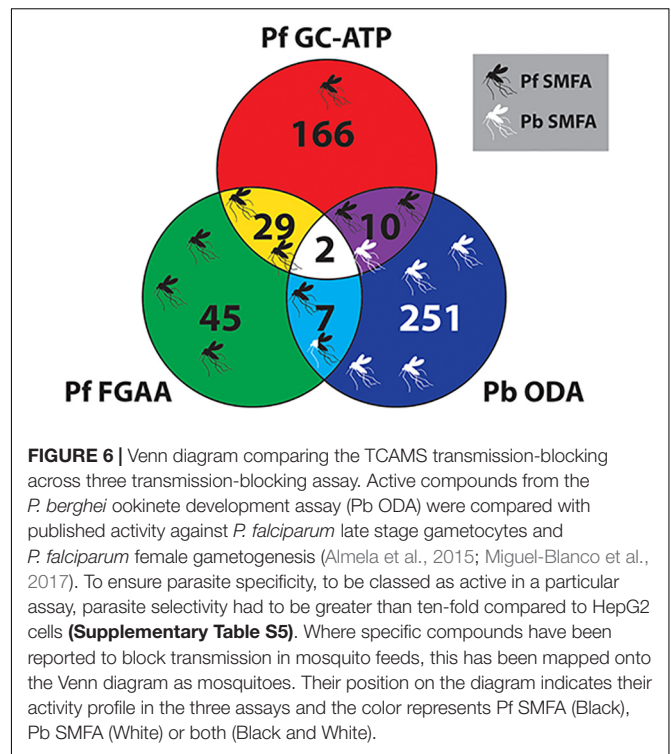 Pf GC-ATP
Pf SMFA
Pb SMFA
166
29
10
2
45
7
251
Pf FGAA
Pb ODA
FIGURE 6 | Venn diagram comparing the TCAMS transmission-blocking
across three transmission-blocking assay. Active compounds from the
P. berghei ookinete development assay (Pb ODA) were compared with
published activity against P. falciparum late stage gametocytes and
P. falciparum female gametogenesis (Almela et al., 2015; Miguel-Blanco et al.,
2017). To ensure parasite specificity, to be classed as active in a particular
assay, parasite selectivity had to be greater than ten-fold compared to HepG2
cells (Supplementary Table S5). Where specific compounds have been
reported to block transmission in mosquito feeds, this has been mapped onto
the Venn diagram as mosquitoes. Their position on the diagram indicates their
activity profile in the three assays and the color represents Pf SMFA (Black),
Pb SMFA (White) or both (Black and White).